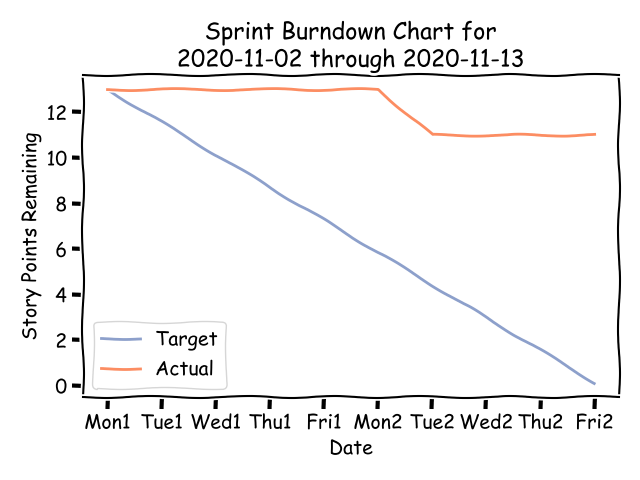 Sprint Burndown Chart for
2020-11-02 through 2020-11-13
Story Points Remaining
12
10
8
6
4
2
0
Target
Actual
Mon1 Tue1 Wed1 Thu1 Fri1 Mon2 Tue2 Wed2 Thu2 Fri2
Date